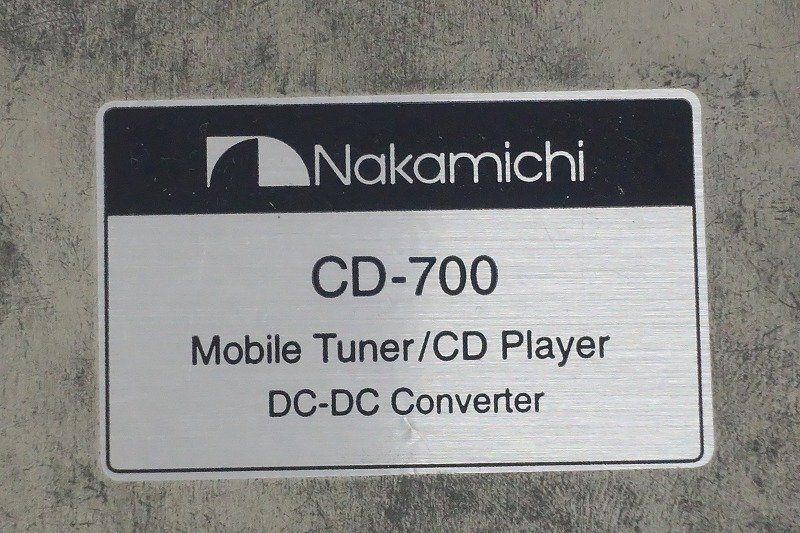 Nakamichi
CD-700
Mobile Tuner/CD Player
DC-DC Converter